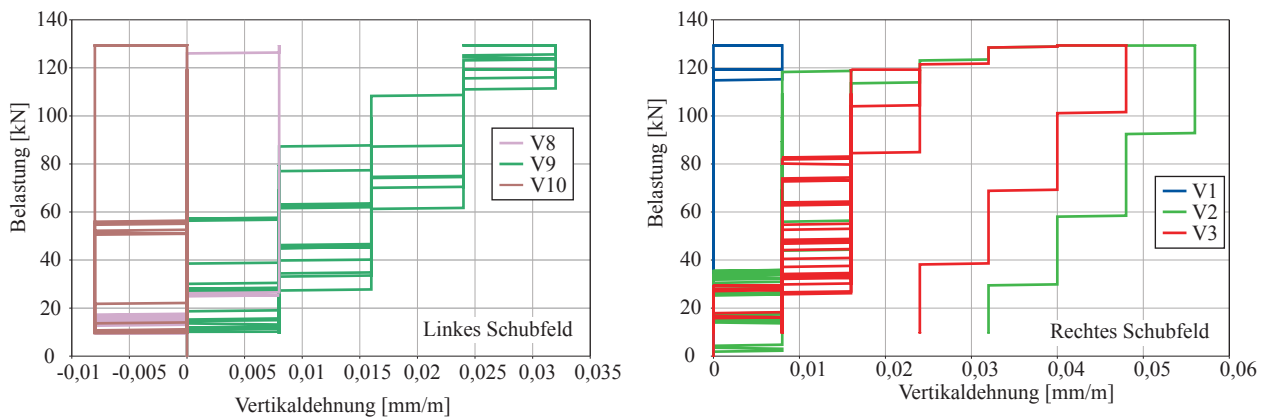 140
120
100
80
60
40
20
0
Belastung [kN]
V8
V9
V10
Linkes Schubfeld
-0,01
-0,005
0
0,005
0,01
0,015
0,02
0,025
0,03
0,035
Vertikaldehnung [mm/m]
140
120
100
80
60
40
20
0
Belastung [kN]
V1
V2
V3
Rechtes Schubfeld
0
0,01
0,02
0,03
0,04
0,05
0,06
Vertikaldehnung [mm/m]